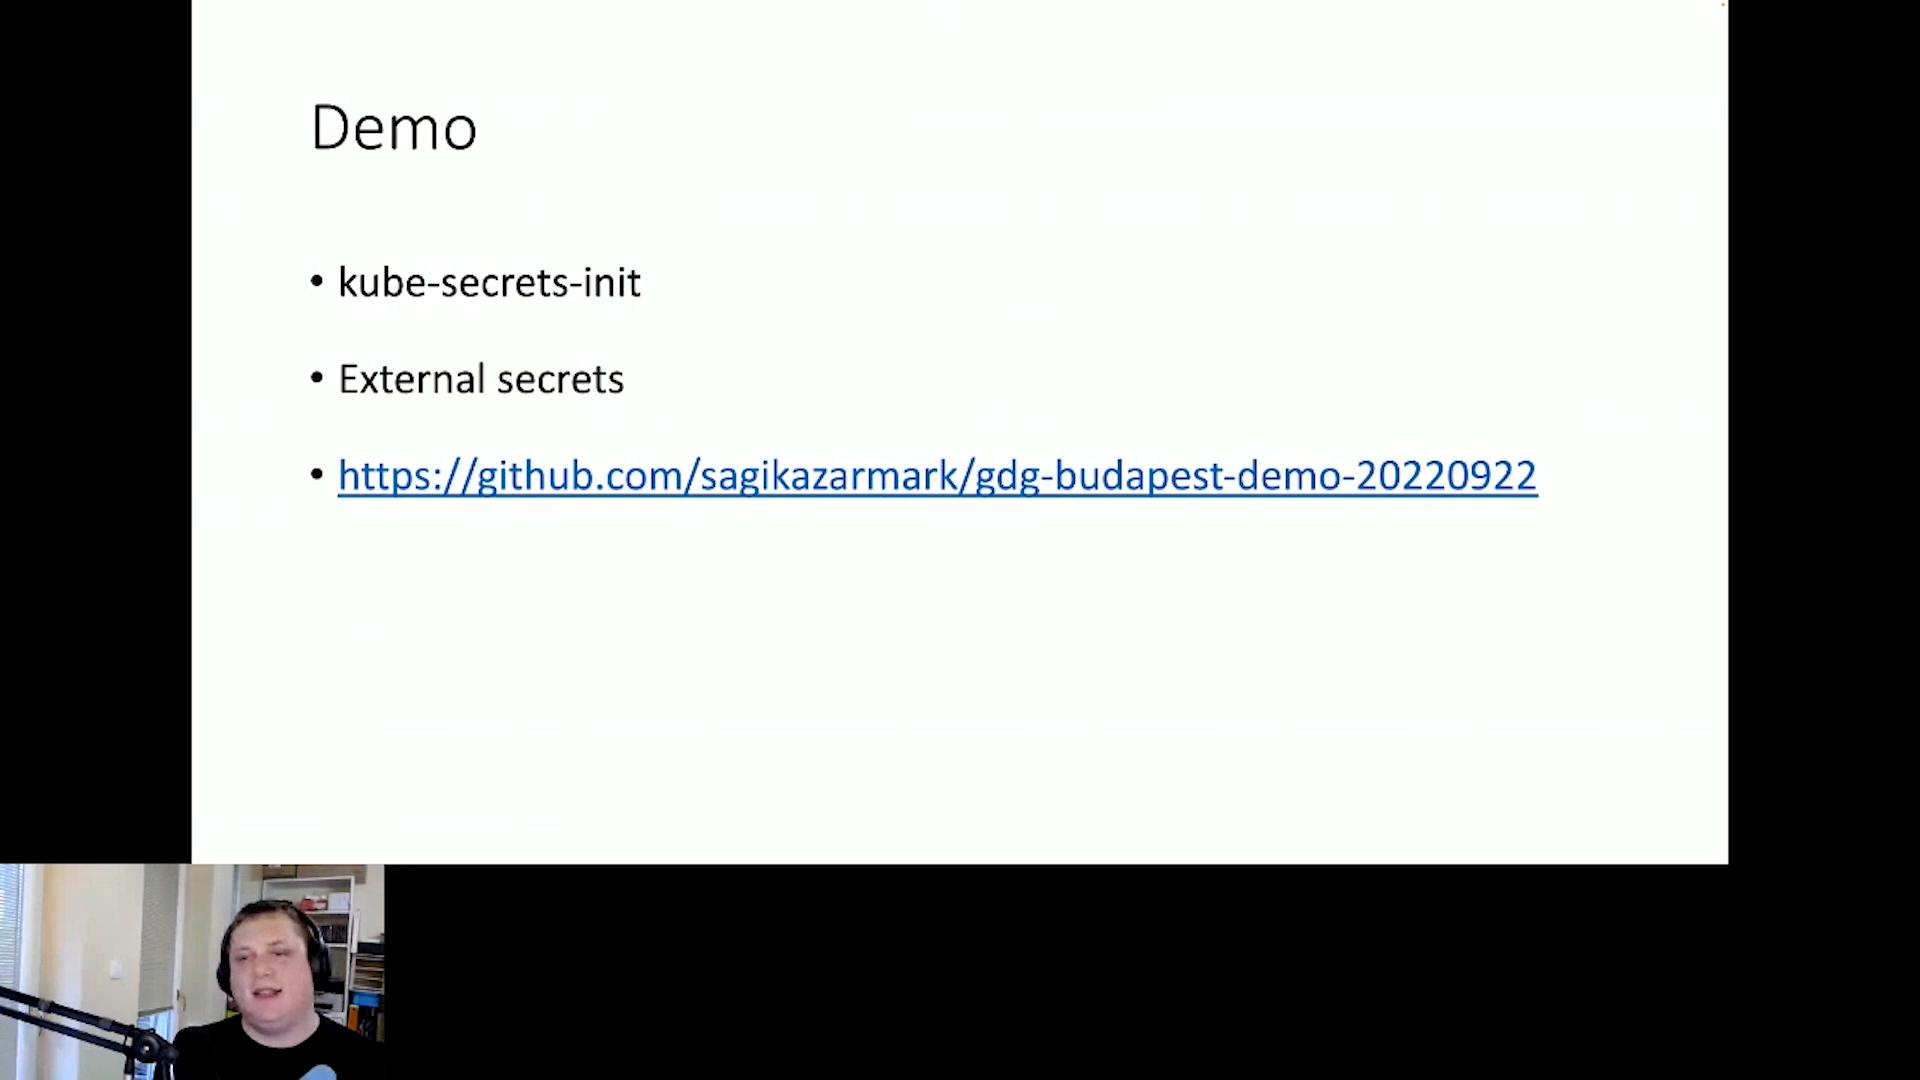 Demo
• kube-secrets-init
• External secrets
• https://github.com/sagikazarmark/gdg-budapest-demo-20220922